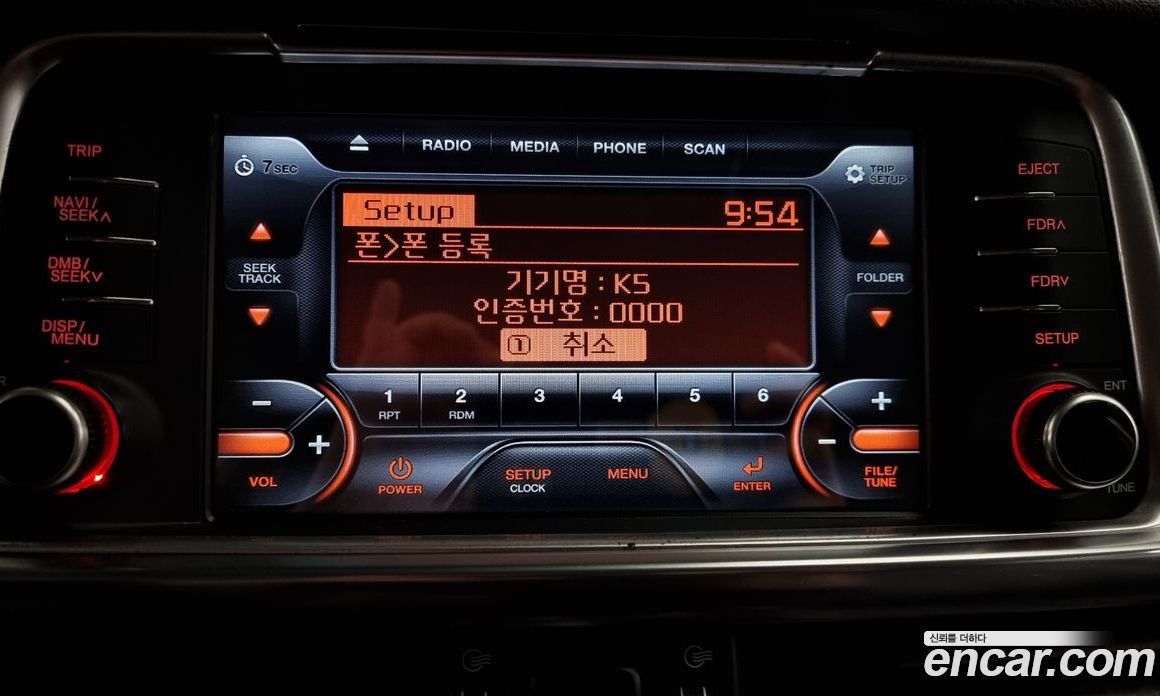 TRIP
NAVI/
SEEK∧
DMB/
SEEK∨
DISP/
MENU
7SEC
RADIO MEDIA PHONE SCAN
TRIP
SETUP
Setup 9:54
폰>폰 등록
기기명 : K5
인증번호 : 0000
① 취소
SEEK
TRACK
FOLDER
1 2 3 4 5 6
RPT RDM
− + VOL
POWER
SETUP
CLOCK
MENU
ENTER
+ −
FILE/
TUNE
EJECT
FDR∧
FDR∨
SETUP
ENT
TUNE
신뢰를 더하다
encar.com